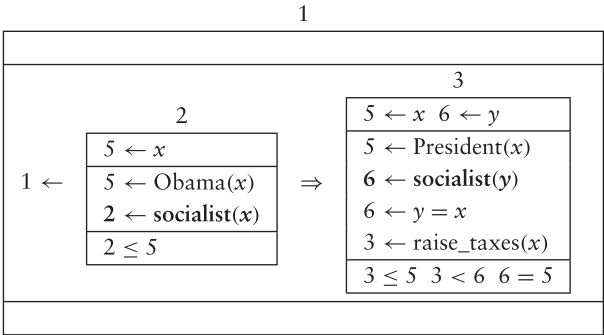 1
2
5 ← x
5 ← Obama(x)
2 ← socialist(x)
2 ≤ 5
1 ←
⇒
3
5 ← x 6 ← y
5 ← President(x)
6 ← socialist(y)
6 ← y = x
3 ← raise_taxes(x)
3 ≤ 5 3 < 6 6 = 5